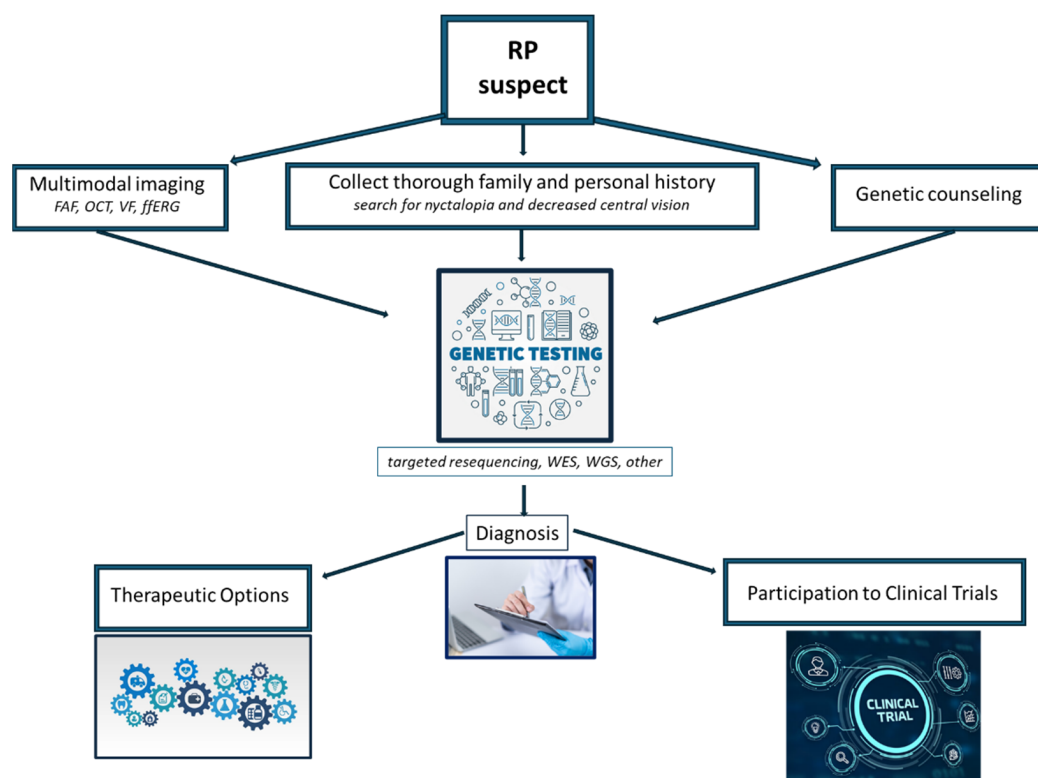 RP
suspect
Multimodal imaging
FAF, OCT, VF, ffERG
Collect thorough family and personal history
search for nyctalopia and decreased central vision
Genetic counseling
GENETIC TESTING
targeted resequencing, WES, WGS, other
Diagnosis
Therapeutic Options
Participation to Clinical Trials
CLINICAL
TRIAL